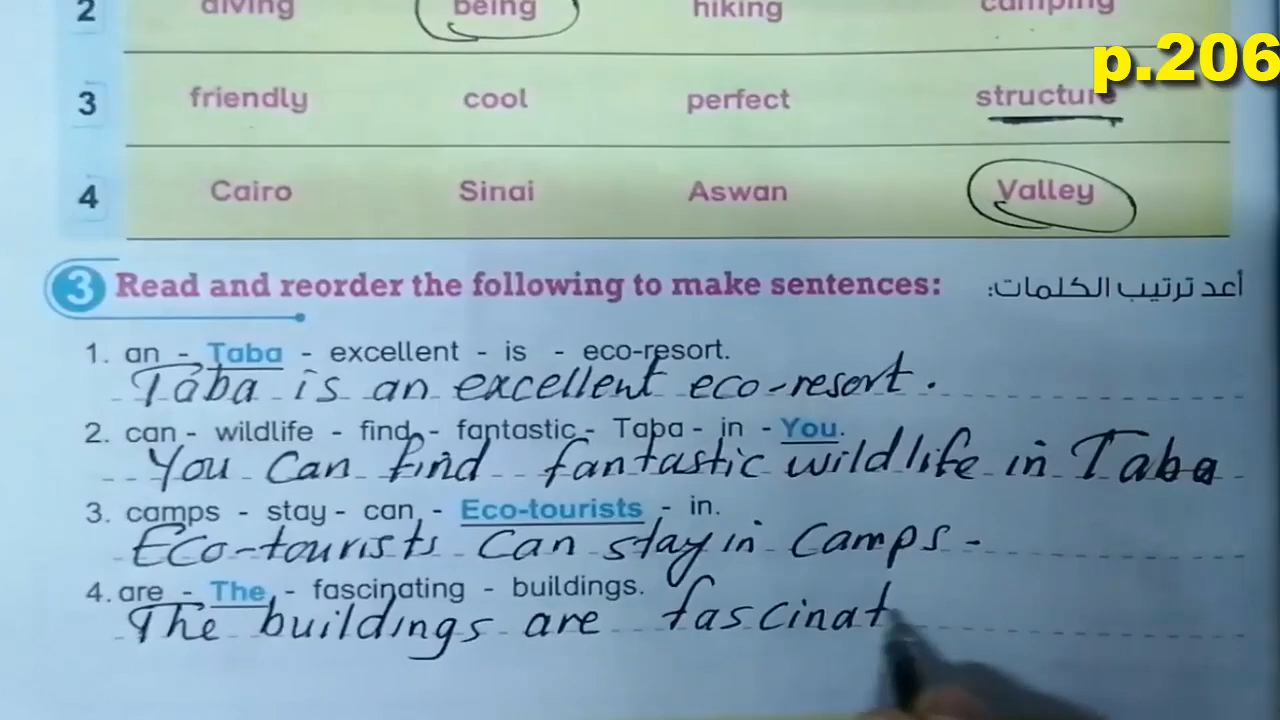 2 diving being hiking camping
p.206
3 friendly cool perfect structure
4 Cairo Sinai Aswan Valley
3 Read and reorder the following to make sentences: أعد ترتيب الكلمات:
1. an - Taba - excellent - is - eco-resort.
Taba is an excellent eco-resort.
2. can - wildlife - find - fantastic - Taba - in - You.
You can find fantastic wildlife in Taba
3. camps - stay - can - Eco-tourists - in.
Eco-tourists can stay in camps.
4. are - The - fascinating - buildings.
The buildings are fascinat